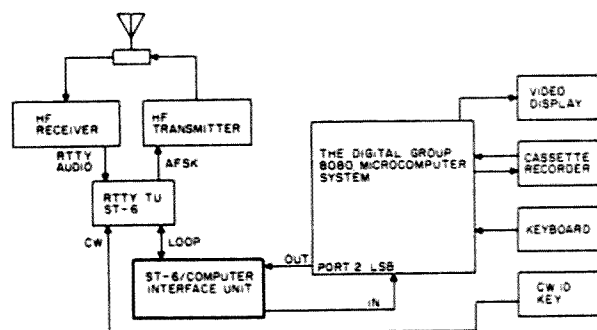 HF
RECEIVER
HF
TRANSMITTER
RTTY
AUDIO
AFSK
RTTY TU
ST-6
CW
LOOP
ST-6/COMPUTER
INTERFACE UNIT
OUT
IN
THE DIGITAL GROUP
8080 MICROCOMPUTER
SYSTEM
PORT 2 LSB
VIDEO
DISPLAY
CASSETTE
RECORDER
KEYBOARD
CW ID
KEY